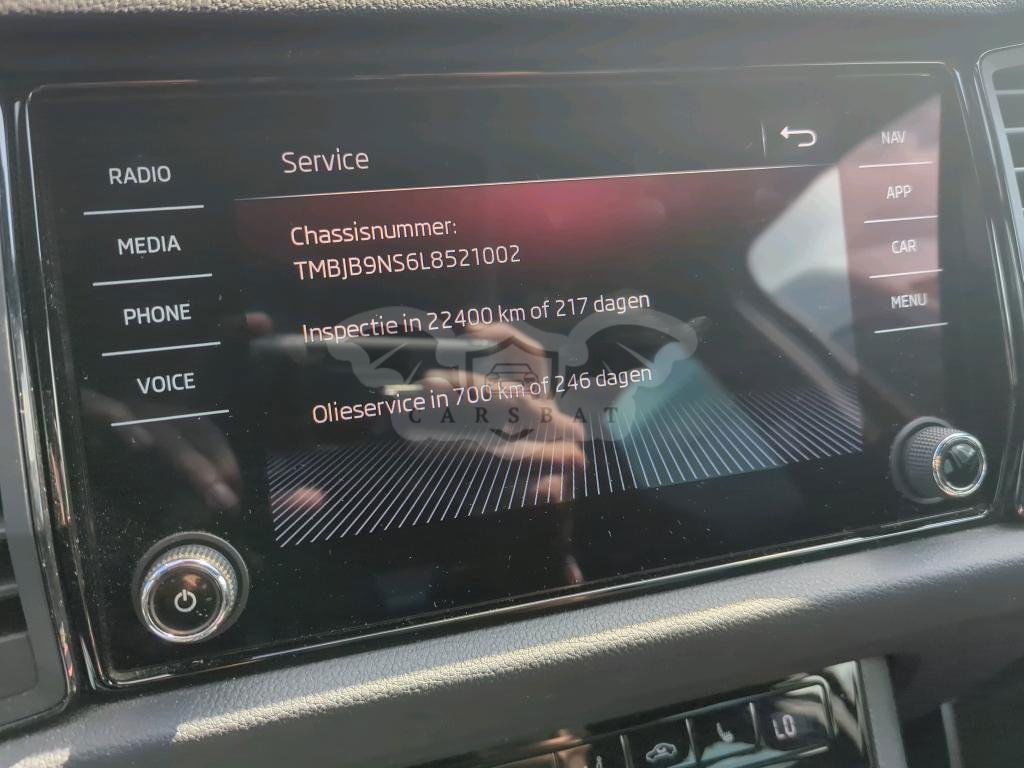 Service
RADIO
MEDIA
PHONE
VOICE
Chassisnummer:
TMBJB9NS6L8521002
Inspectie in 22400 km of 217 dagen
Olieservice in 700 km of 246 dagen
CARSBAT
NAV
APP
CAR
MENU
LO